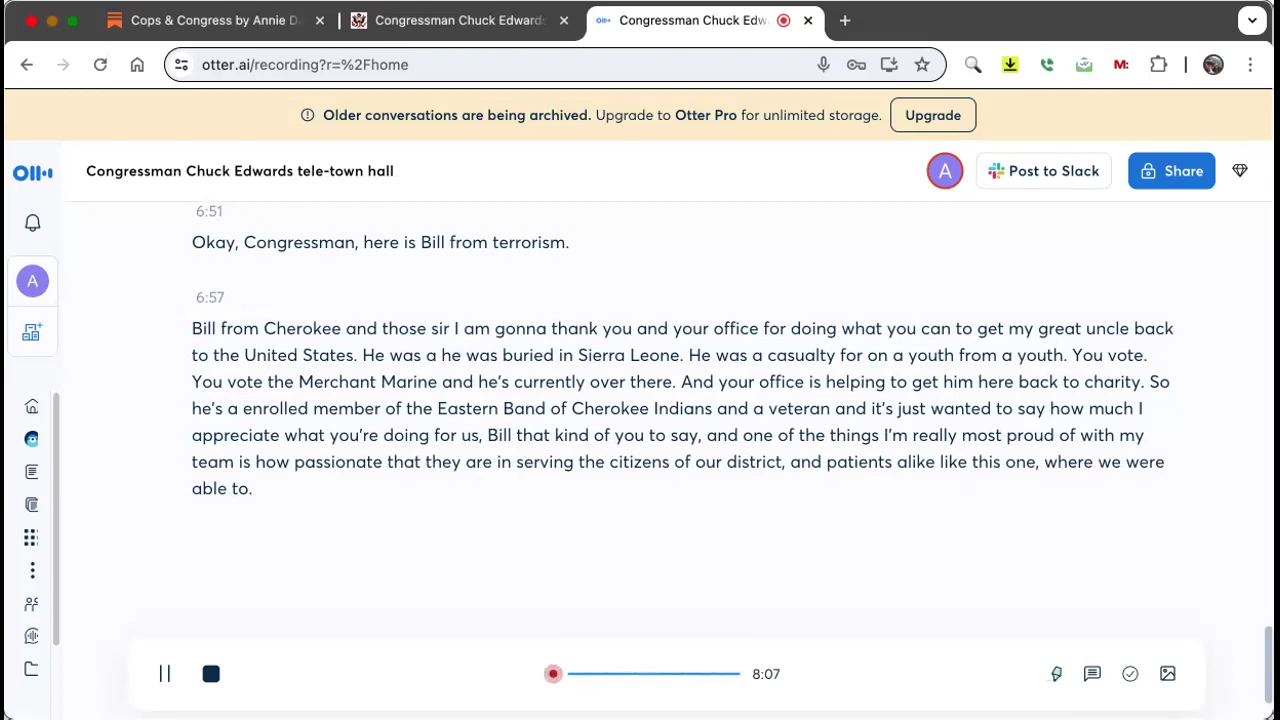 Cops & Congress by Annie Da
Congressman Chuck Edwards
Congressman Chuck Edw
otter.ai/recording?r=%2Fhome
M:
Older conversations are being archived. Upgrade to Otter Pro for unlimited storage.
Upgrade
Congressman Chuck Edwards tele-town hall
A
Post to Slack
Share
A
6:51
Okay, Congressman, here is Bill from terrorism.
6:57
Bill from Cherokee and those sir I am gonna thank you and your office for doing what you can to get my great uncle back
to the United States. He was a he was buried in Sierra Leone. He was a casualty for on a youth from a youth. You vote.
You vote the Merchant Marine and he's currently over there. And your office is helping to get him here back to charity. So
he's a enrolled member of the Eastern Band of Cherokee Indians and a veteran and it's just wanted to say how much I
appreciate what you're doing for us, Bill that kind of you to say, and one of the things I'm really most proud of with my
team is how passionate that they are in serving the citizens of our district, and patients alike like this one, where we were
able to.
8:07